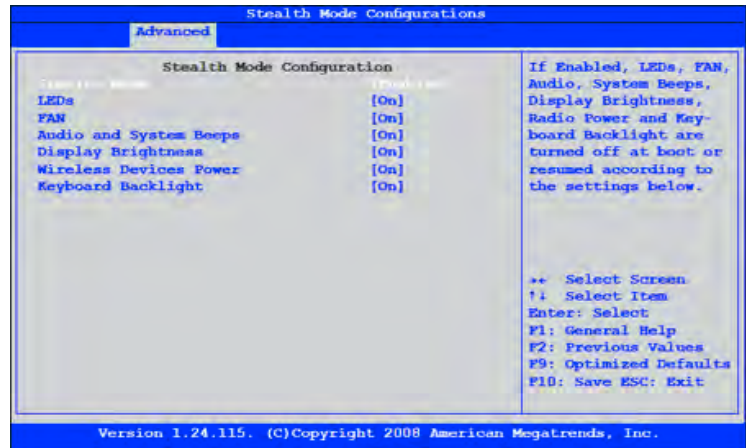 Stealth Mode Configurations
Advanced
Stealth Mode Configuration
LEDs [On]
FAN [On]
Audio and System Beeps [On]
Display Brightness [On]
Wireless Devices Power [On]
Keyboard Backlight [On]
If Enabled, LEDs, FAN,
Audio, System Beeps,
Display Brightness,
Radio Power and Key-
board Backlight are
turned off at boot or
resumed according to
the settings below.
→← Select Screen
↑↓ Select Item
Enter: Select
F1: General Help
F2: Previous Values
F9: Optimized Defaults
F10: Save ESC: Exit
Version 1.24.115. (C)Copyright 2008 American Megatrends, Inc.